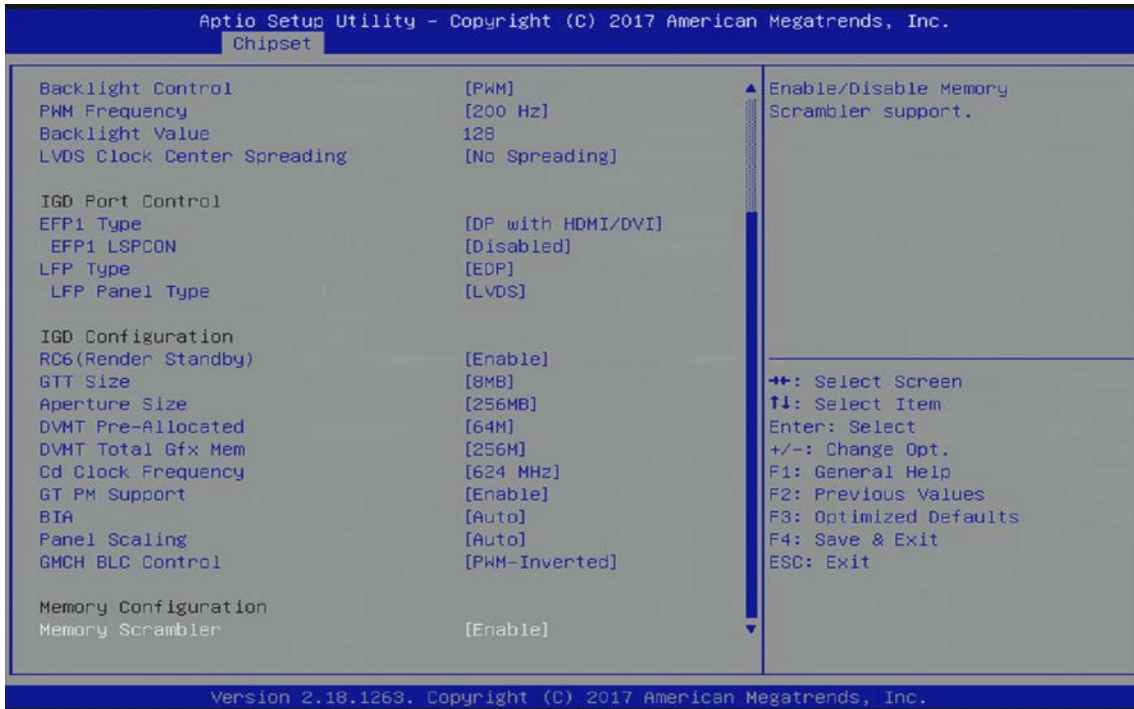 Aptio Setup Utility - Copyright (C) 2017 American Megatrends, Inc.
Chipset
Backlight Control [PWM]
PWM Frequency [200 Hz]
Backlight Value 128
LVDS Clock Center Spreading [No Spreading]
IGD Port Control
EFP1 Type [DP with HDMI/DVI]
EFP1 LSPCON [Disabled]
LFP Type [EDP]
LFP Panel Type [LVDS]
IGD Configuration
RC6(Render Standby) [Enable]
GTT Size [8MB]
Aperture Size [256MB]
DVMT Pre-Allocated [64M]
DVMT Total Gfx Mem [256M]
Cd Clock Frequency [624 MHz]
GT PM Support [Enable]
BIA [Auto]
Panel Scaling [Auto]
GMCH BLC Control [PWM-Inverted]
Memory Configuration
Memory Scrambler [Enable]
Enable/Disable Memory
Scrambler support.
→←: Select Screen
↑↓: Select Item
Enter: Select
+/-: Change Opt.
F1: General Help
F2: Previous Values
F3: Optimized Defaults
F4: Save & Exit
ESC: Exit
Version 2.18.1263. Copyright (C) 2017 American Megatrends, Inc.